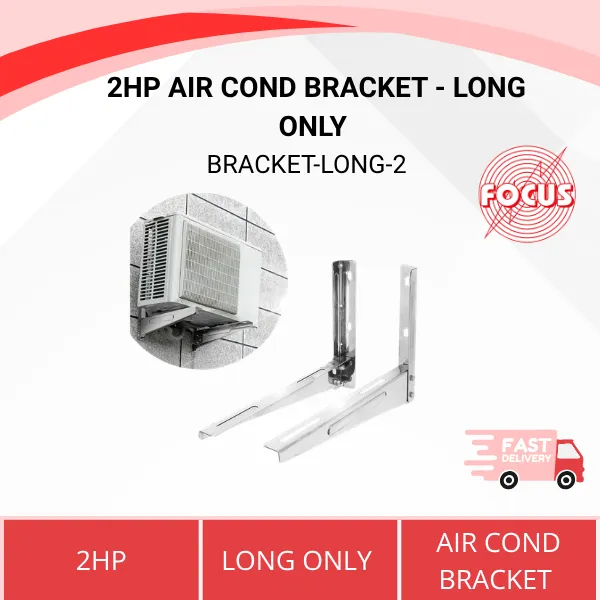 2HP AIR COND BRACKET - LONG
ONLY
BRACKET-LONG-2
FOCUS
FAST
DELIVERY
2HP
LONG ONLY
AIR COND
BRACKET